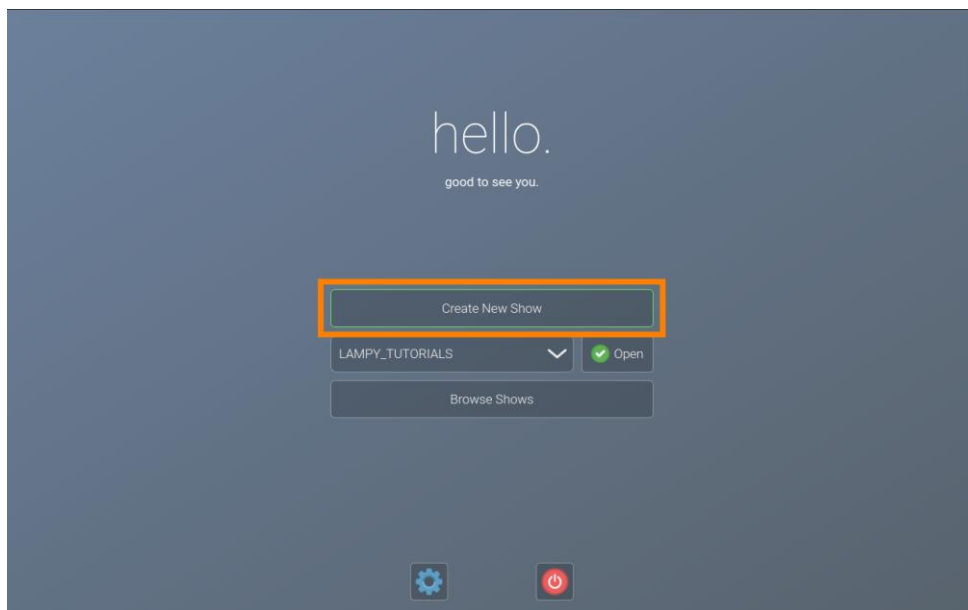 hello.
good to see you.
Create New Show
LAMPY_TUTORIALS
Open
Browse Shows